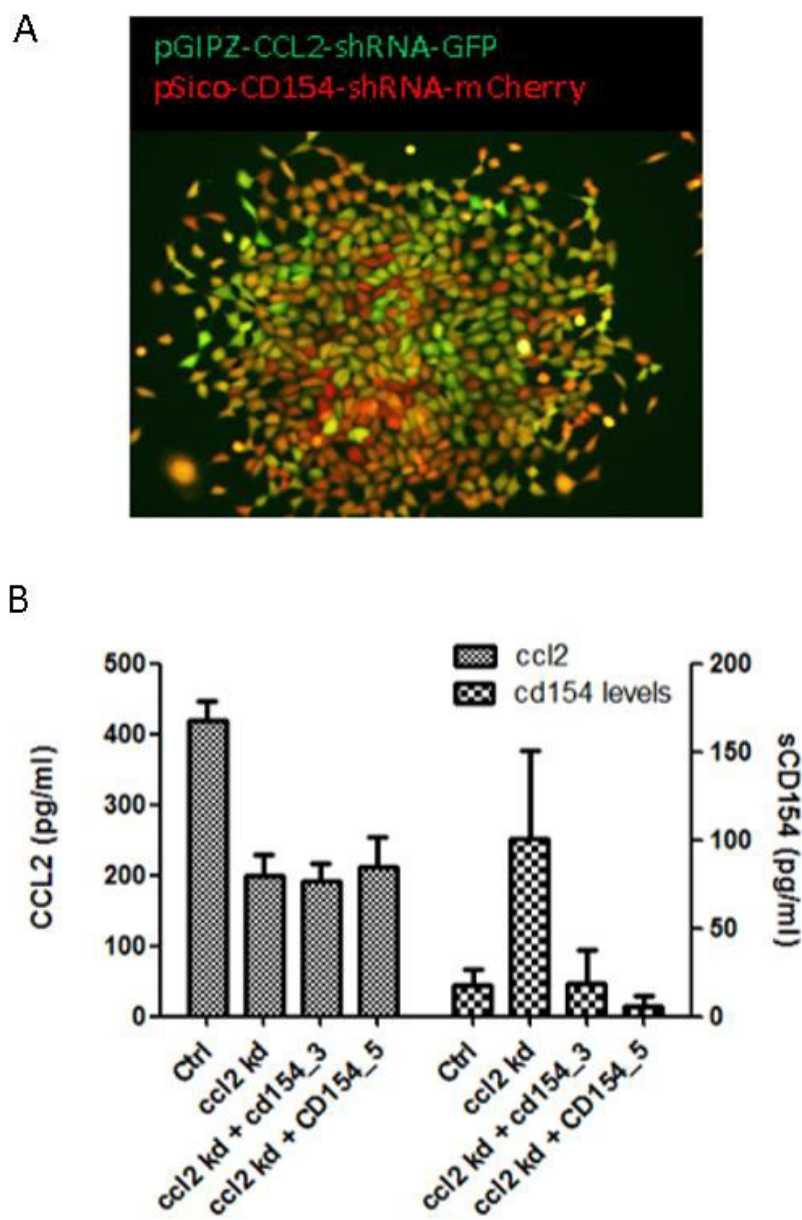 A
pGIPZ-CCL2-shRNA-GFP
pSico-CD154-shRNA-mCherry
B
ccl2
cd154 levels
CCL2 (pg/ml)
500
400
300
200
100
0
sCD154 (pg/ml)
200
150
100
50
0
Ctrl
ccl2 kd
ccl2 kd + cd154_3
ccl2 kd + CD154_5
Ctrl
ccl2 kd
ccl2 kd + cd154_3
ccl2 kd + CD154_5